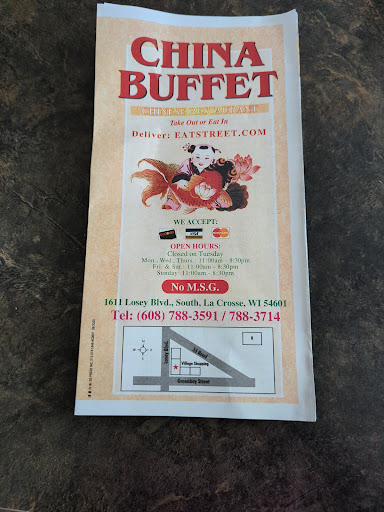 CHINA
BUFFET
CHINESE RESTAURANT
Take Out or Eat In
Deliver: EATSTREET.COM
WE ACCEPT:
VISA
OPEN HOURS:
Closed on Tuesday
Mon., Wed., Thurs.: 11:00am - 8:30pm
Fri. & Sat.: 11:00am - 8:30pm
Sunday: 11:00am - 8:30pm
No M.S.G.
1611 Losey Blvd., South, La Crosse, WI 54601
Tel: (608) 788-3591 / 788-3714
Losey Blvd.
Village Shopping
Greenbay Street